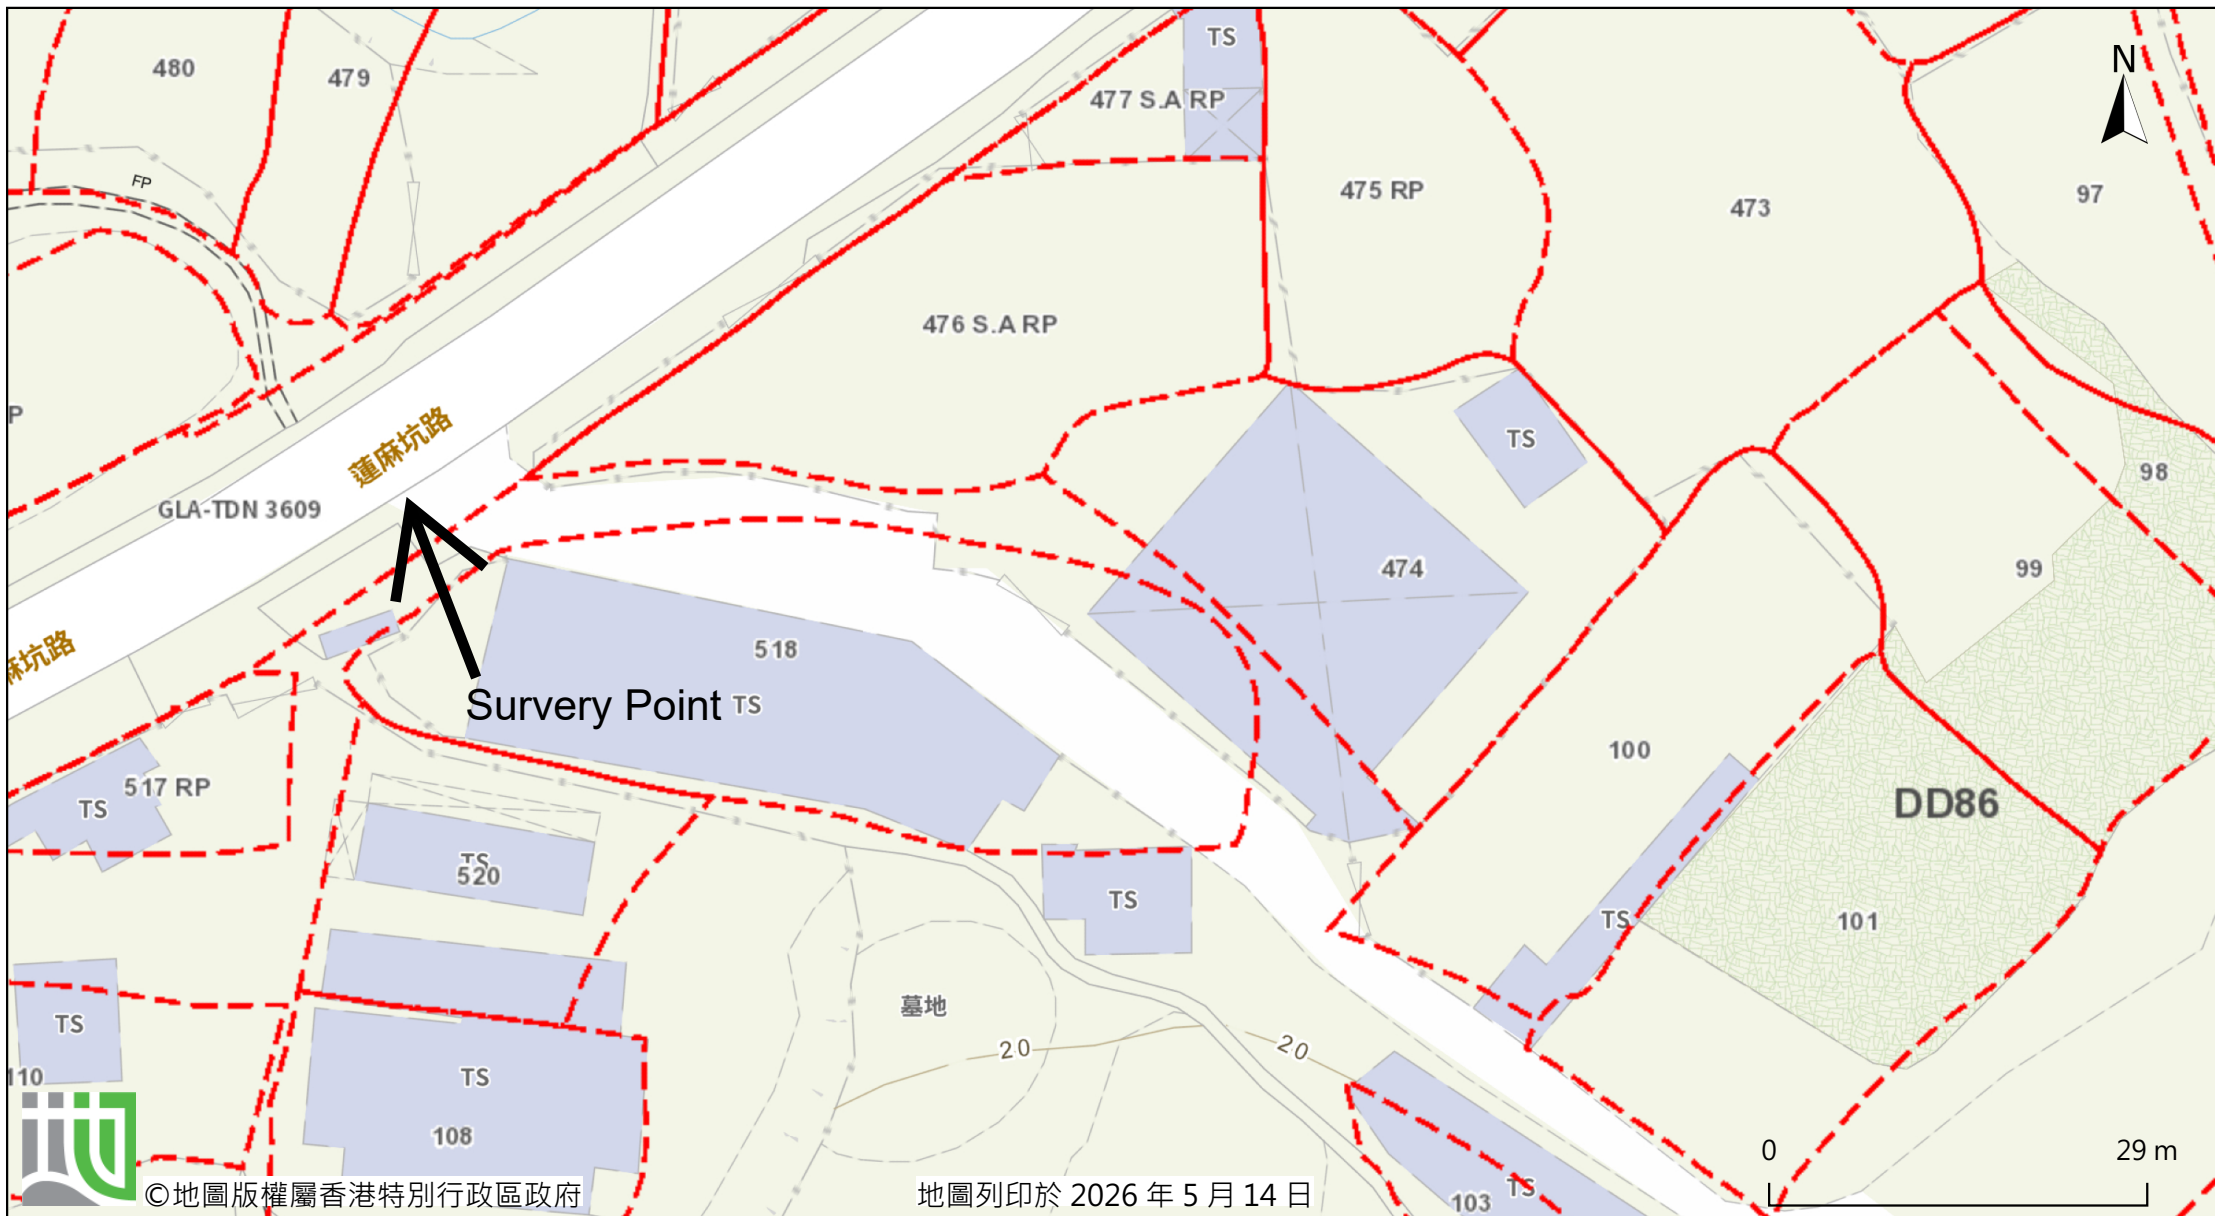 TS
N
480
479
477 S.A RP
FP
475 RP
97
473
476 S.A RP
P
蓮麻坑路
TS
98
GLA-TDN 3609
474
99
麻坑路
518
Survery Point
TS
100
517 RP
TS
DD86
TS
520
TS
TS
101
墓地
TS
20
20
TS
110
108
0
29 m
©地圖版權屬香港特別行政區政府
地圖列印於 2026 年 5 月 14 日
103
TS